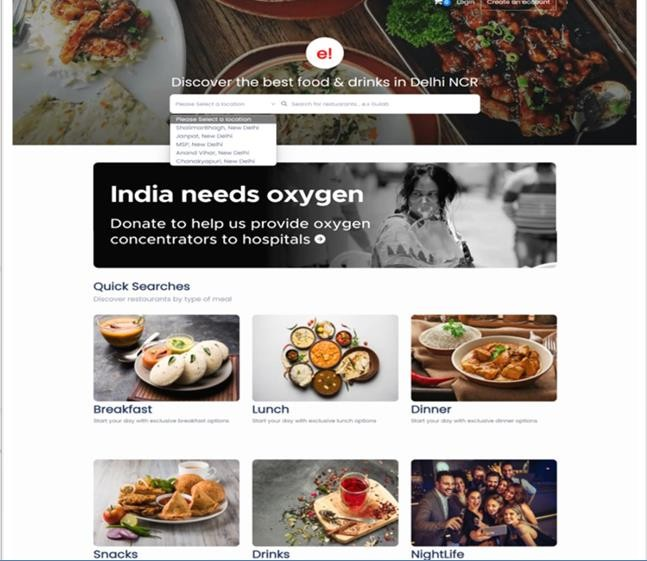 0 Login Create an account
e!
Discover the best food & drinks in Delhi NCR
Please Select a location Search for restuarants.. e.x Gulab
Please Select a location
ShalimarBhagh, New Delhi
Janpat, New Delhi
MSP, New Delhi
Anand Vihar, New Delhi
Chanakyapuri, New Delhi
India needs oxygen
Donate to help us provide oxygen
concentrators to hospitals
Quick Searches
Discover restaurants by type of meal
Breakfast Lunch Dinner
Start your day with exclusive breakfast options Start your day with exclusive lunch options Start your day with exclusive dinner options
Snacks Drinks NightLife